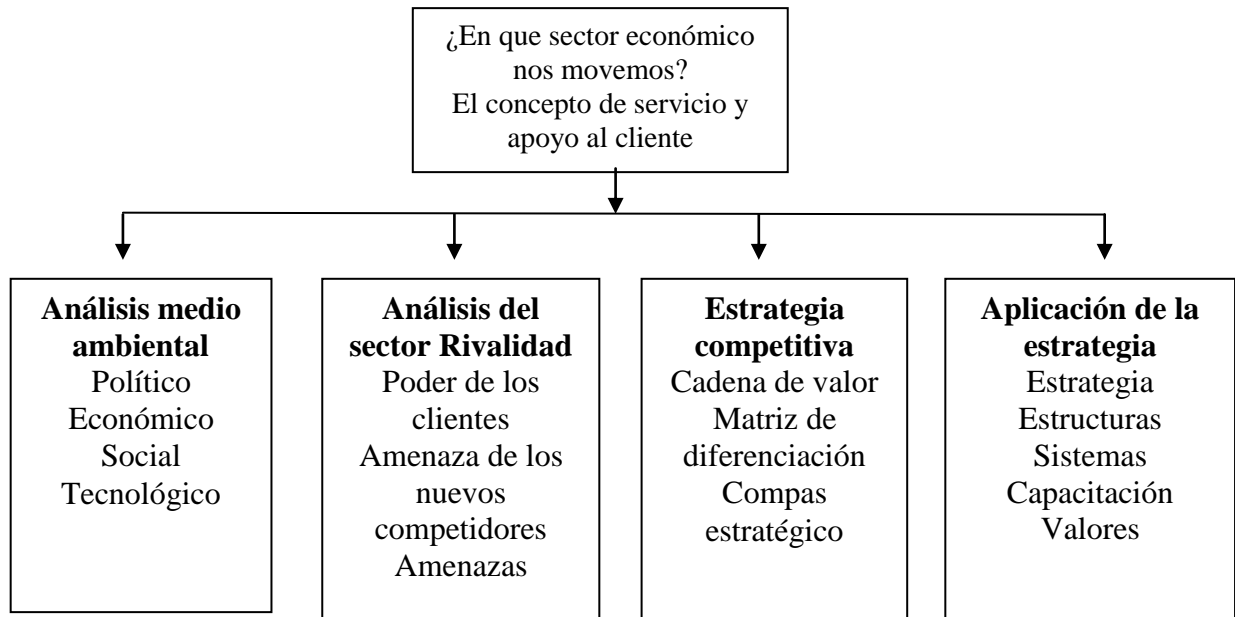 ¿En que sector económico
nos movemos?
El concepto de servicio y
apoyo al cliente
Análisis medio
ambiental
Político
Económico
Social
Tecnológico
Análisis del
sector Rivalidad
Poder de los
clientes
Amenaza de los
nuevos
competidores
Amenazas
Estrategia
competitiva
Cadena de valor
Matriz de
diferenciación
Compas
estratégico
Aplicación de la
estrategia
Estrategia
Estructuras
Sistemas
Capacitación
Valores